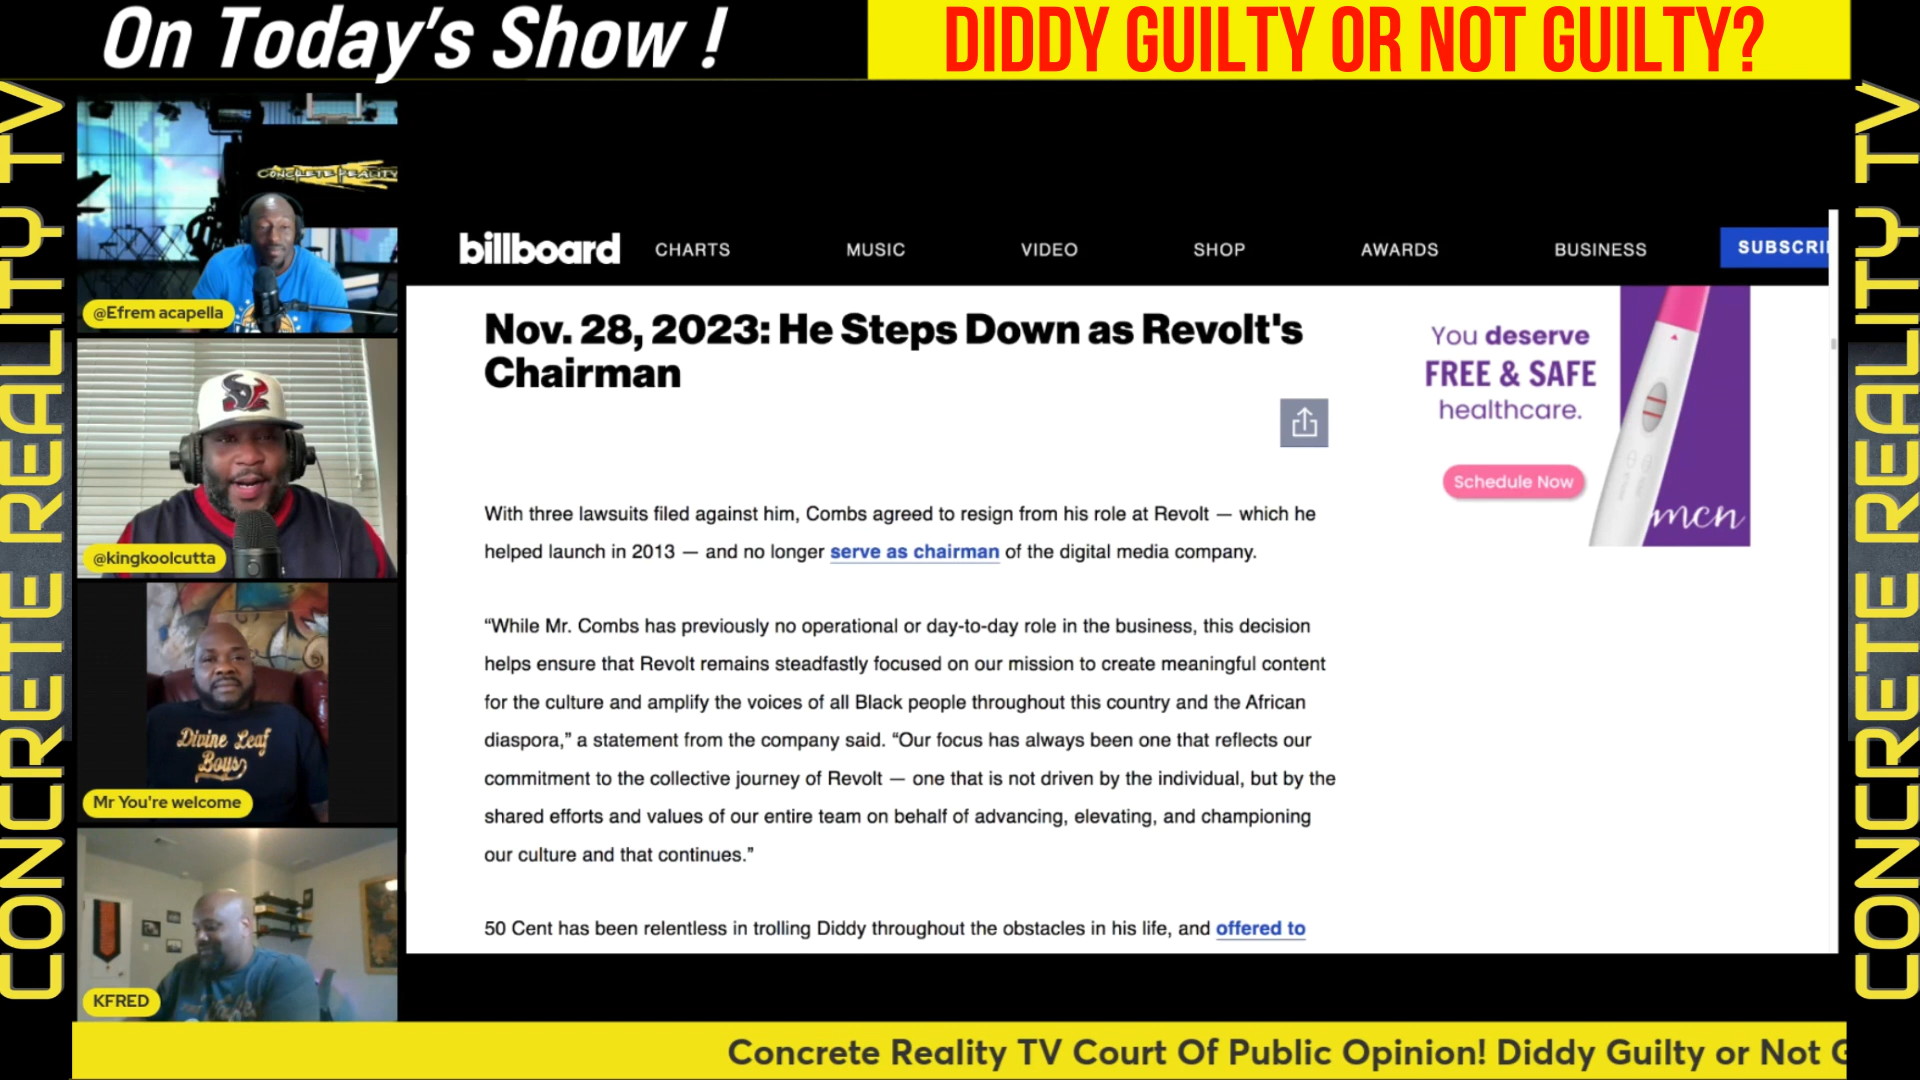 On Today's Show !
DIDDY GUILTY OR NOT GUILTY?
CONCRETE REALITY TV
CONCRETE REALITY TV
CONCRETE REALITY
@Efrem acapella
@kingkoolcutta
Divine Leaf
Boys
Mr You're welcome
KFRED
billboard
CHARTS
MUSIC
VIDEO
SHOP
AWARDS
BUSINESS
SUBSCRI
Nov. 28, 2023: He Steps Down as Revolt's
Chairman
With three lawsuits filed against him, Combs agreed to resign from his role at Revolt — which he
helped launch in 2013 — and no longer serve as chairman of the digital media company.
“While Mr. Combs has previously no operational or day-to-day role in the business, this decision
helps ensure that Revolt remains steadfastly focused on our mission to create meaningful content
for the culture and amplify the voices of all Black people throughout this country and the African
diaspora,” a statement from the company said. “Our focus has always been one that reflects our
commitment to the collective journey of Revolt — one that is not driven by the individual, but by the
shared efforts and values of our entire team on behalf of advancing, elevating, and championing
our culture and that continues.”
50 Cent has been relentless in trolling Diddy throughout the obstacles in his life, and offered to
You deserve
FREE & SAFE
healthcare.
Schedule Now
Concrete Reality TV Court Of Public Opinion! Diddy Guilty or Not